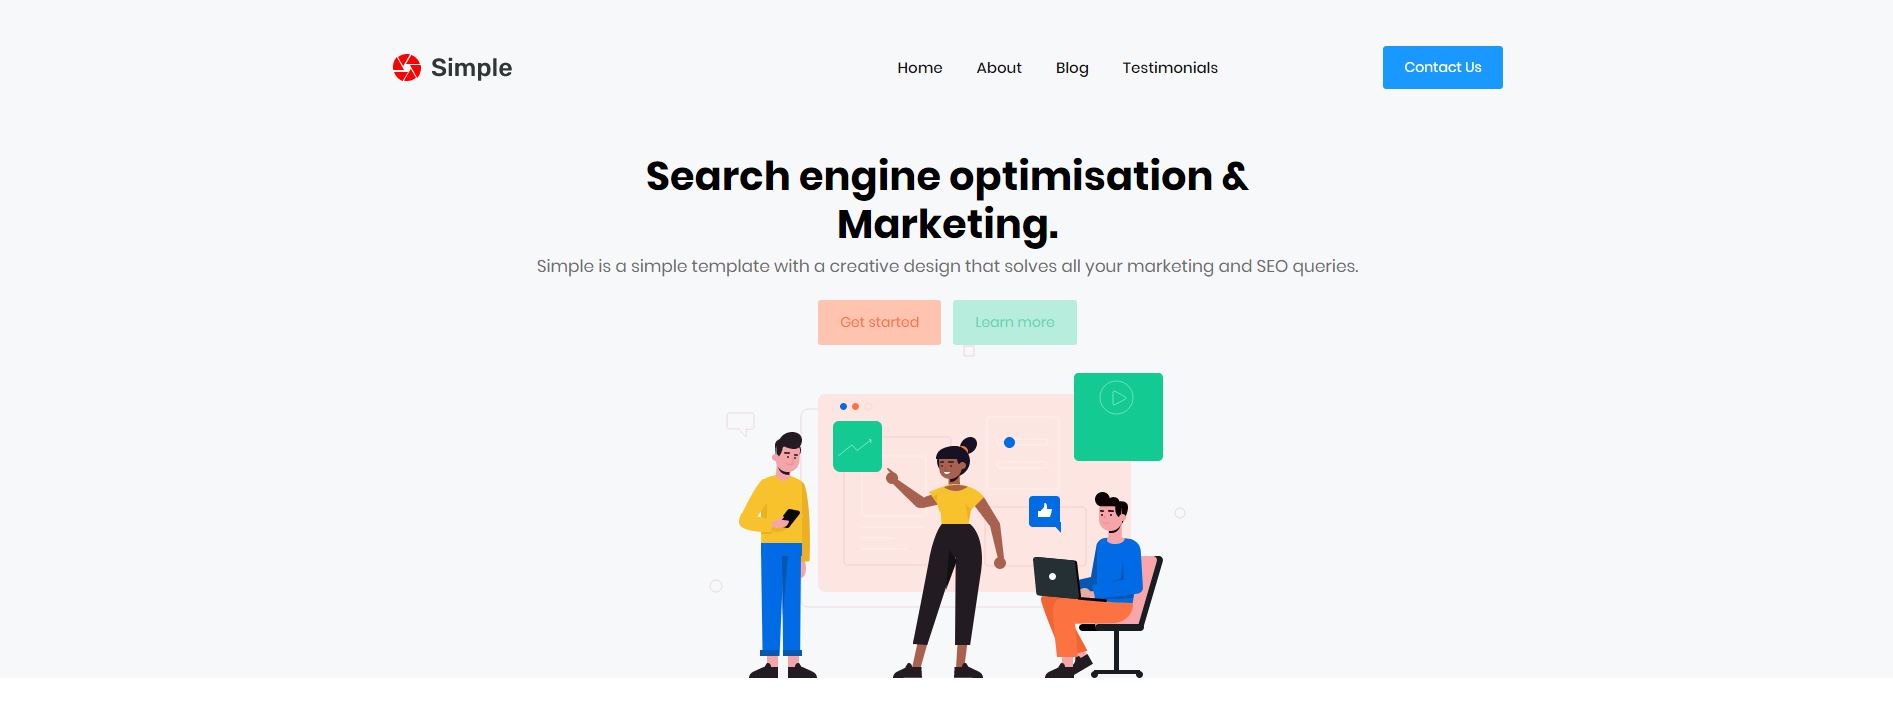 Simple
Home About Blog Testimonials
Contact Us
Search engine optimisation &
Marketing.
Simple is a simple template with a creative design that solves all your marketing and SEO queries.
Get started
Learn more